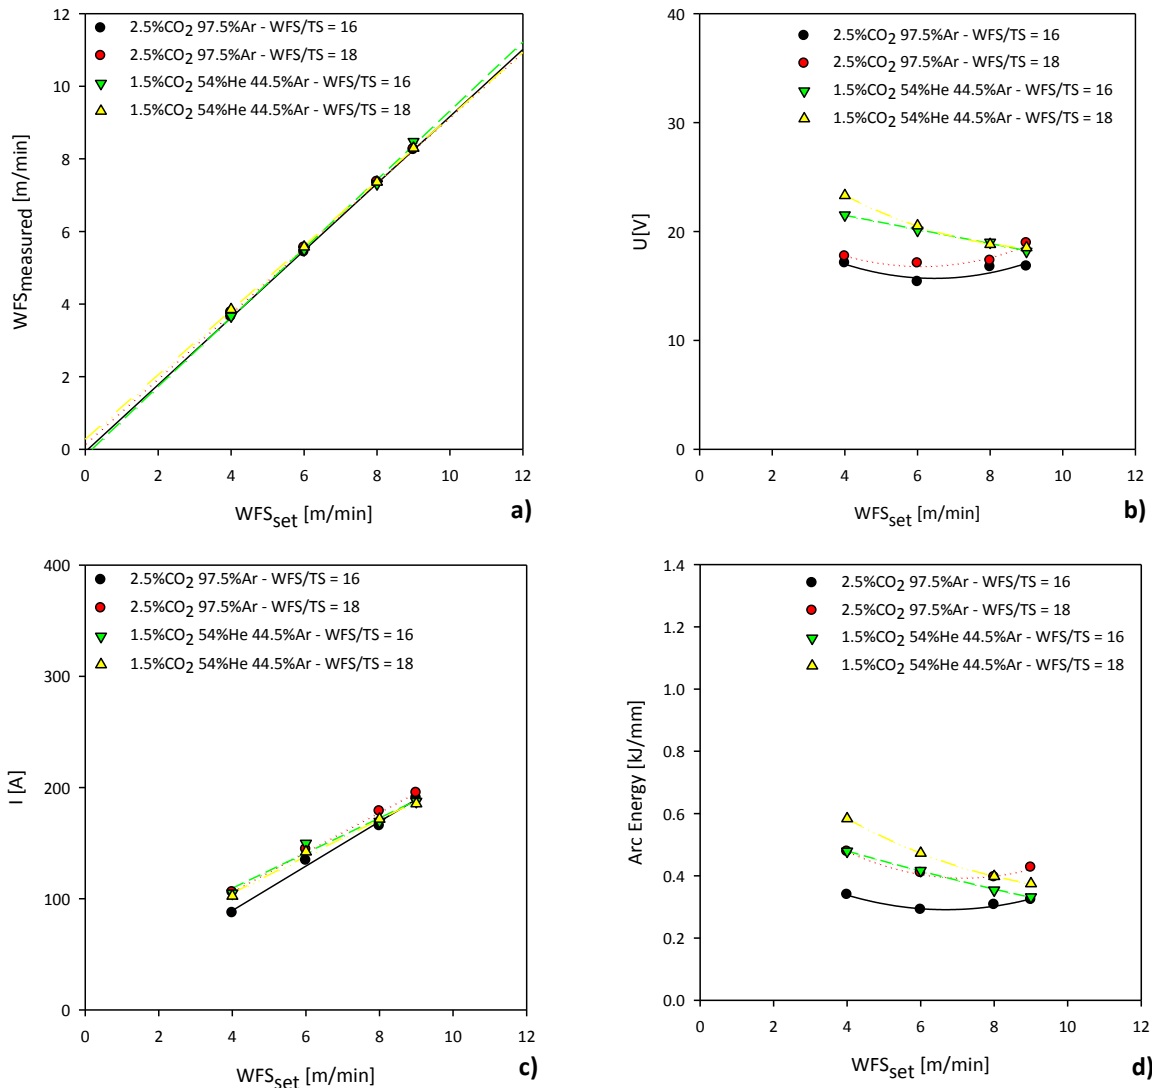 12
10
8
6
4
2
0
WFSmeasured [m/min]
2.5%CO2 97.5%Ar - WFS/TS = 16
2.5%CO2 97.5%Ar - WFS/TS = 18
1.5%CO2 54%He 44.5%Ar - WFS/TS = 16
1.5%CO2 54%He 44.5%Ar - WFS/TS = 18
0 2 4 6 8 10 12
WFSset [m/min]
a)
40
30
20
10
0
U[V]
2.5%CO2 97.5%Ar - WFS/TS = 16
2.5%CO2 97.5%Ar - WFS/TS = 18
1.5%CO2 54%He 44.5%Ar - WFS/TS = 16
1.5%CO2 54%He 44.5%Ar - WFS/TS = 18
0 2 4 6 8 10 12
WFSset [m/min]
b)
400
300
200
100
0
I [A]
2.5%CO2 97.5%Ar - WFS/TS = 16
2.5%CO2 97.5%Ar - WFS/TS = 18
1.5%CO2 54%He 44.5%Ar - WFS/TS = 16
1.5%CO2 54%He 44.5%Ar - WFS/TS = 18
0 2 4 6 8 10 12
WFSset [m/min]
c)
1.4
1.2
1.0
0.8
0.6
0.4
0.2
0.0
Arc Energy [kJ/mm]
2.5%CO2 97.5%Ar - WFS/TS = 16
2.5%CO2 97.5%Ar - WFS/TS = 18
1.5%CO2 54%He 44.5%Ar - WFS/TS = 16
1.5%CO2 54%He 44.5%Ar - WFS/TS = 18
0 2 4 6 8 10 12
WFSset [m/min]
d)